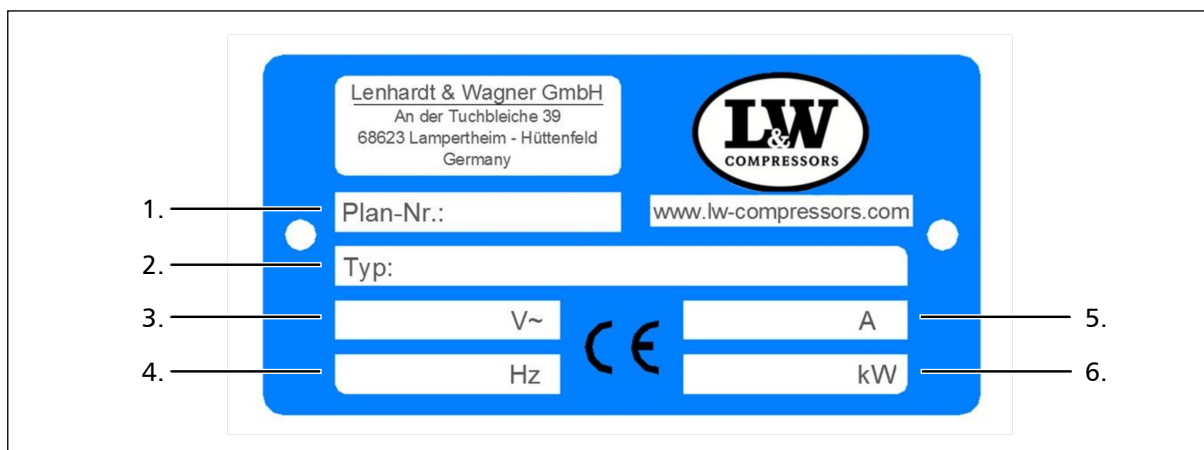 Lenhardt & Wagner GmbH
An der Tuchbleiche 39
68623 Lampertheim - Hüttenfeld
Germany
L&W
COMPRESSORS
1. Plan-Nr.:
www.lw-compressors.com
2. Typ:
3. V~
CE
A 5.
4. Hz
kW 6.